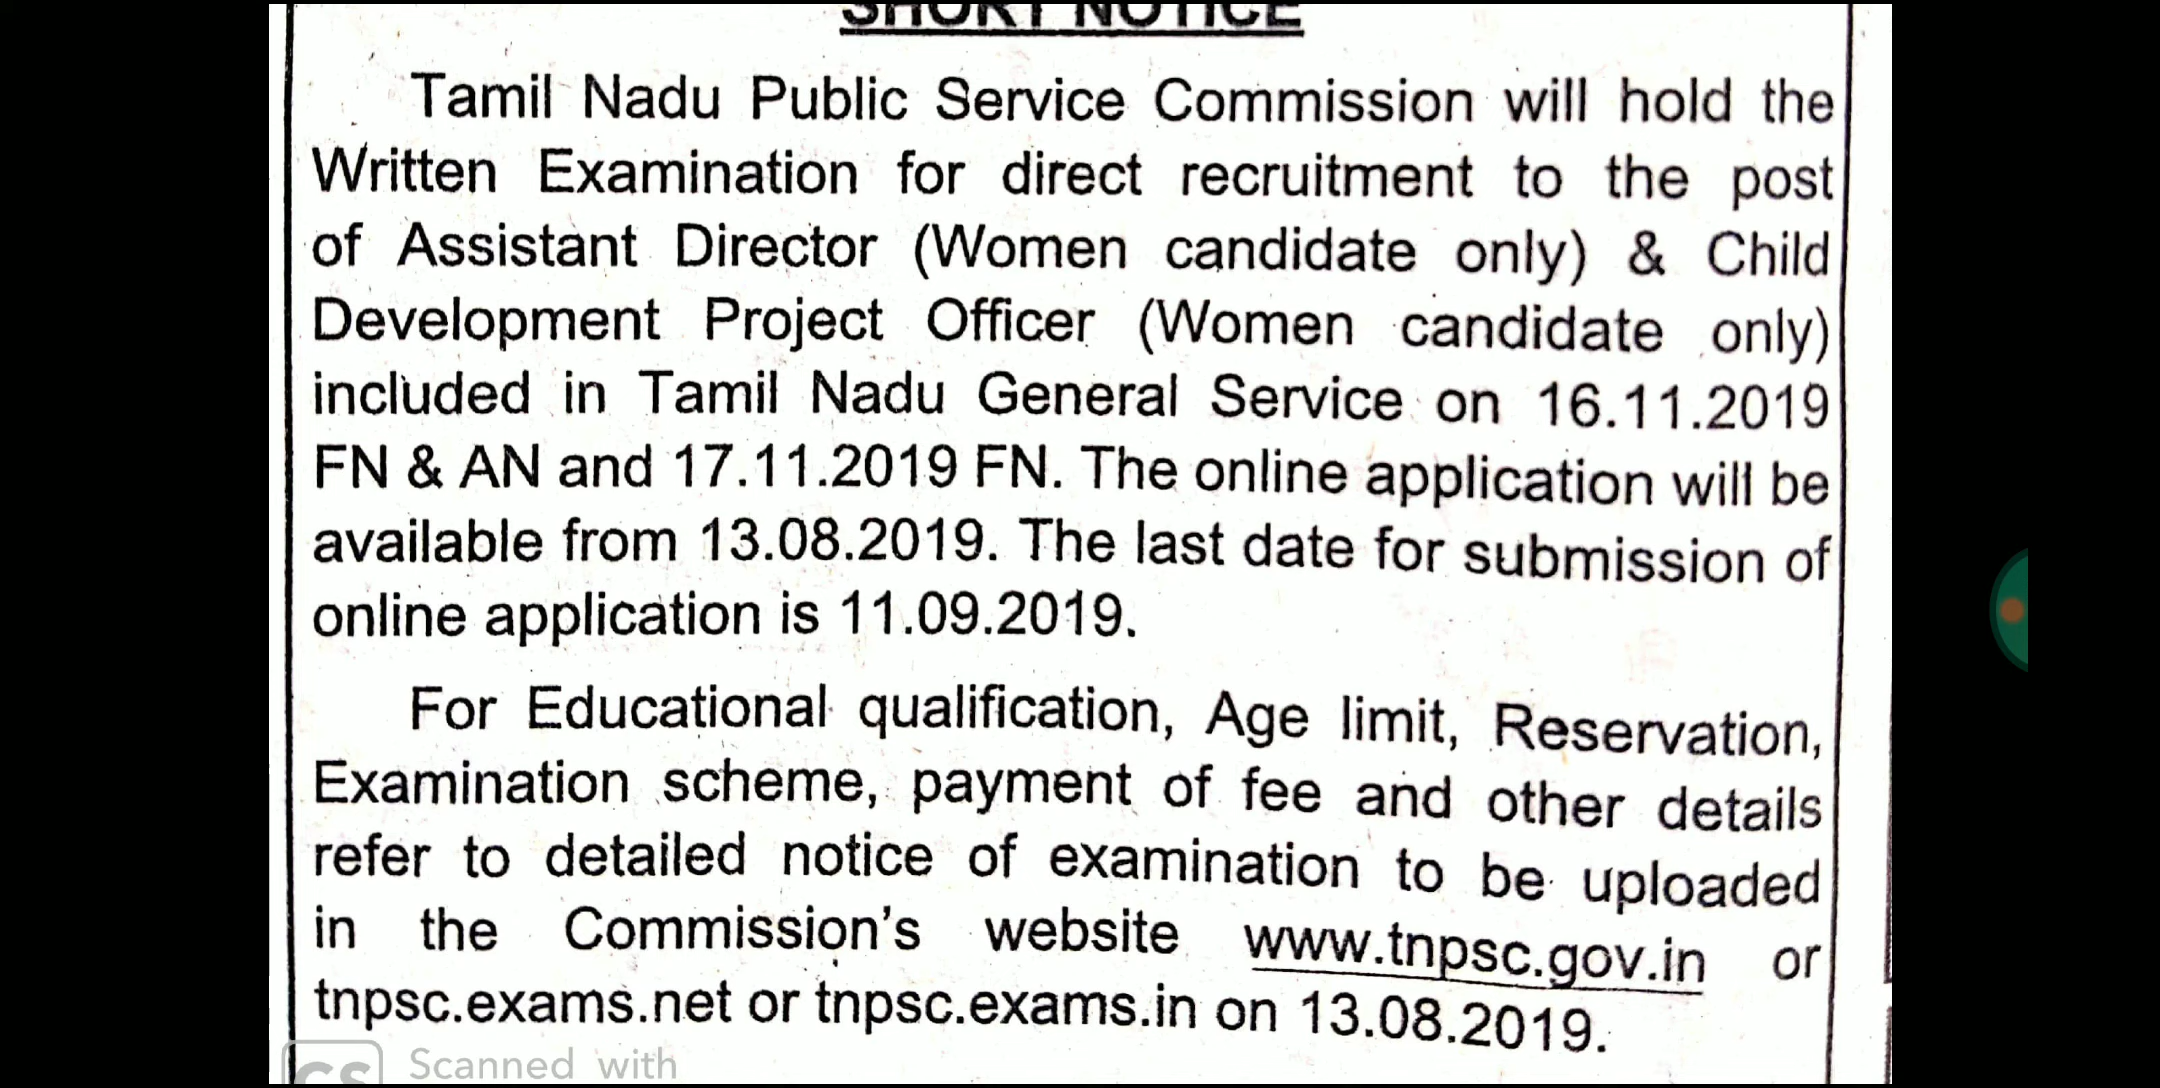 SHORT NOTICE
Tamil Nadu Public Service Commission will hold the
Written Examination for direct recruitment to the post
of Assistant Director (Women candidate only) & Child
Development Project Officer (Women candidate only)
included in Tamil Nadu General Service on 16.11.2019
FN & AN and 17.11.2019 FN. The online application will be
available from 13.08.2019. The last date for submission of
online application is 11.09.2019.
For Educational qualification, Age limit, Reservation,
Examination scheme, payment of fee and other details
refer to detailed notice of examination to be uploaded
in the Commission's website www.tnpsc.gov.in or
tnpsc.exams.net or tnpsc.exams.in on 13.08.2019.
CS Scanned with